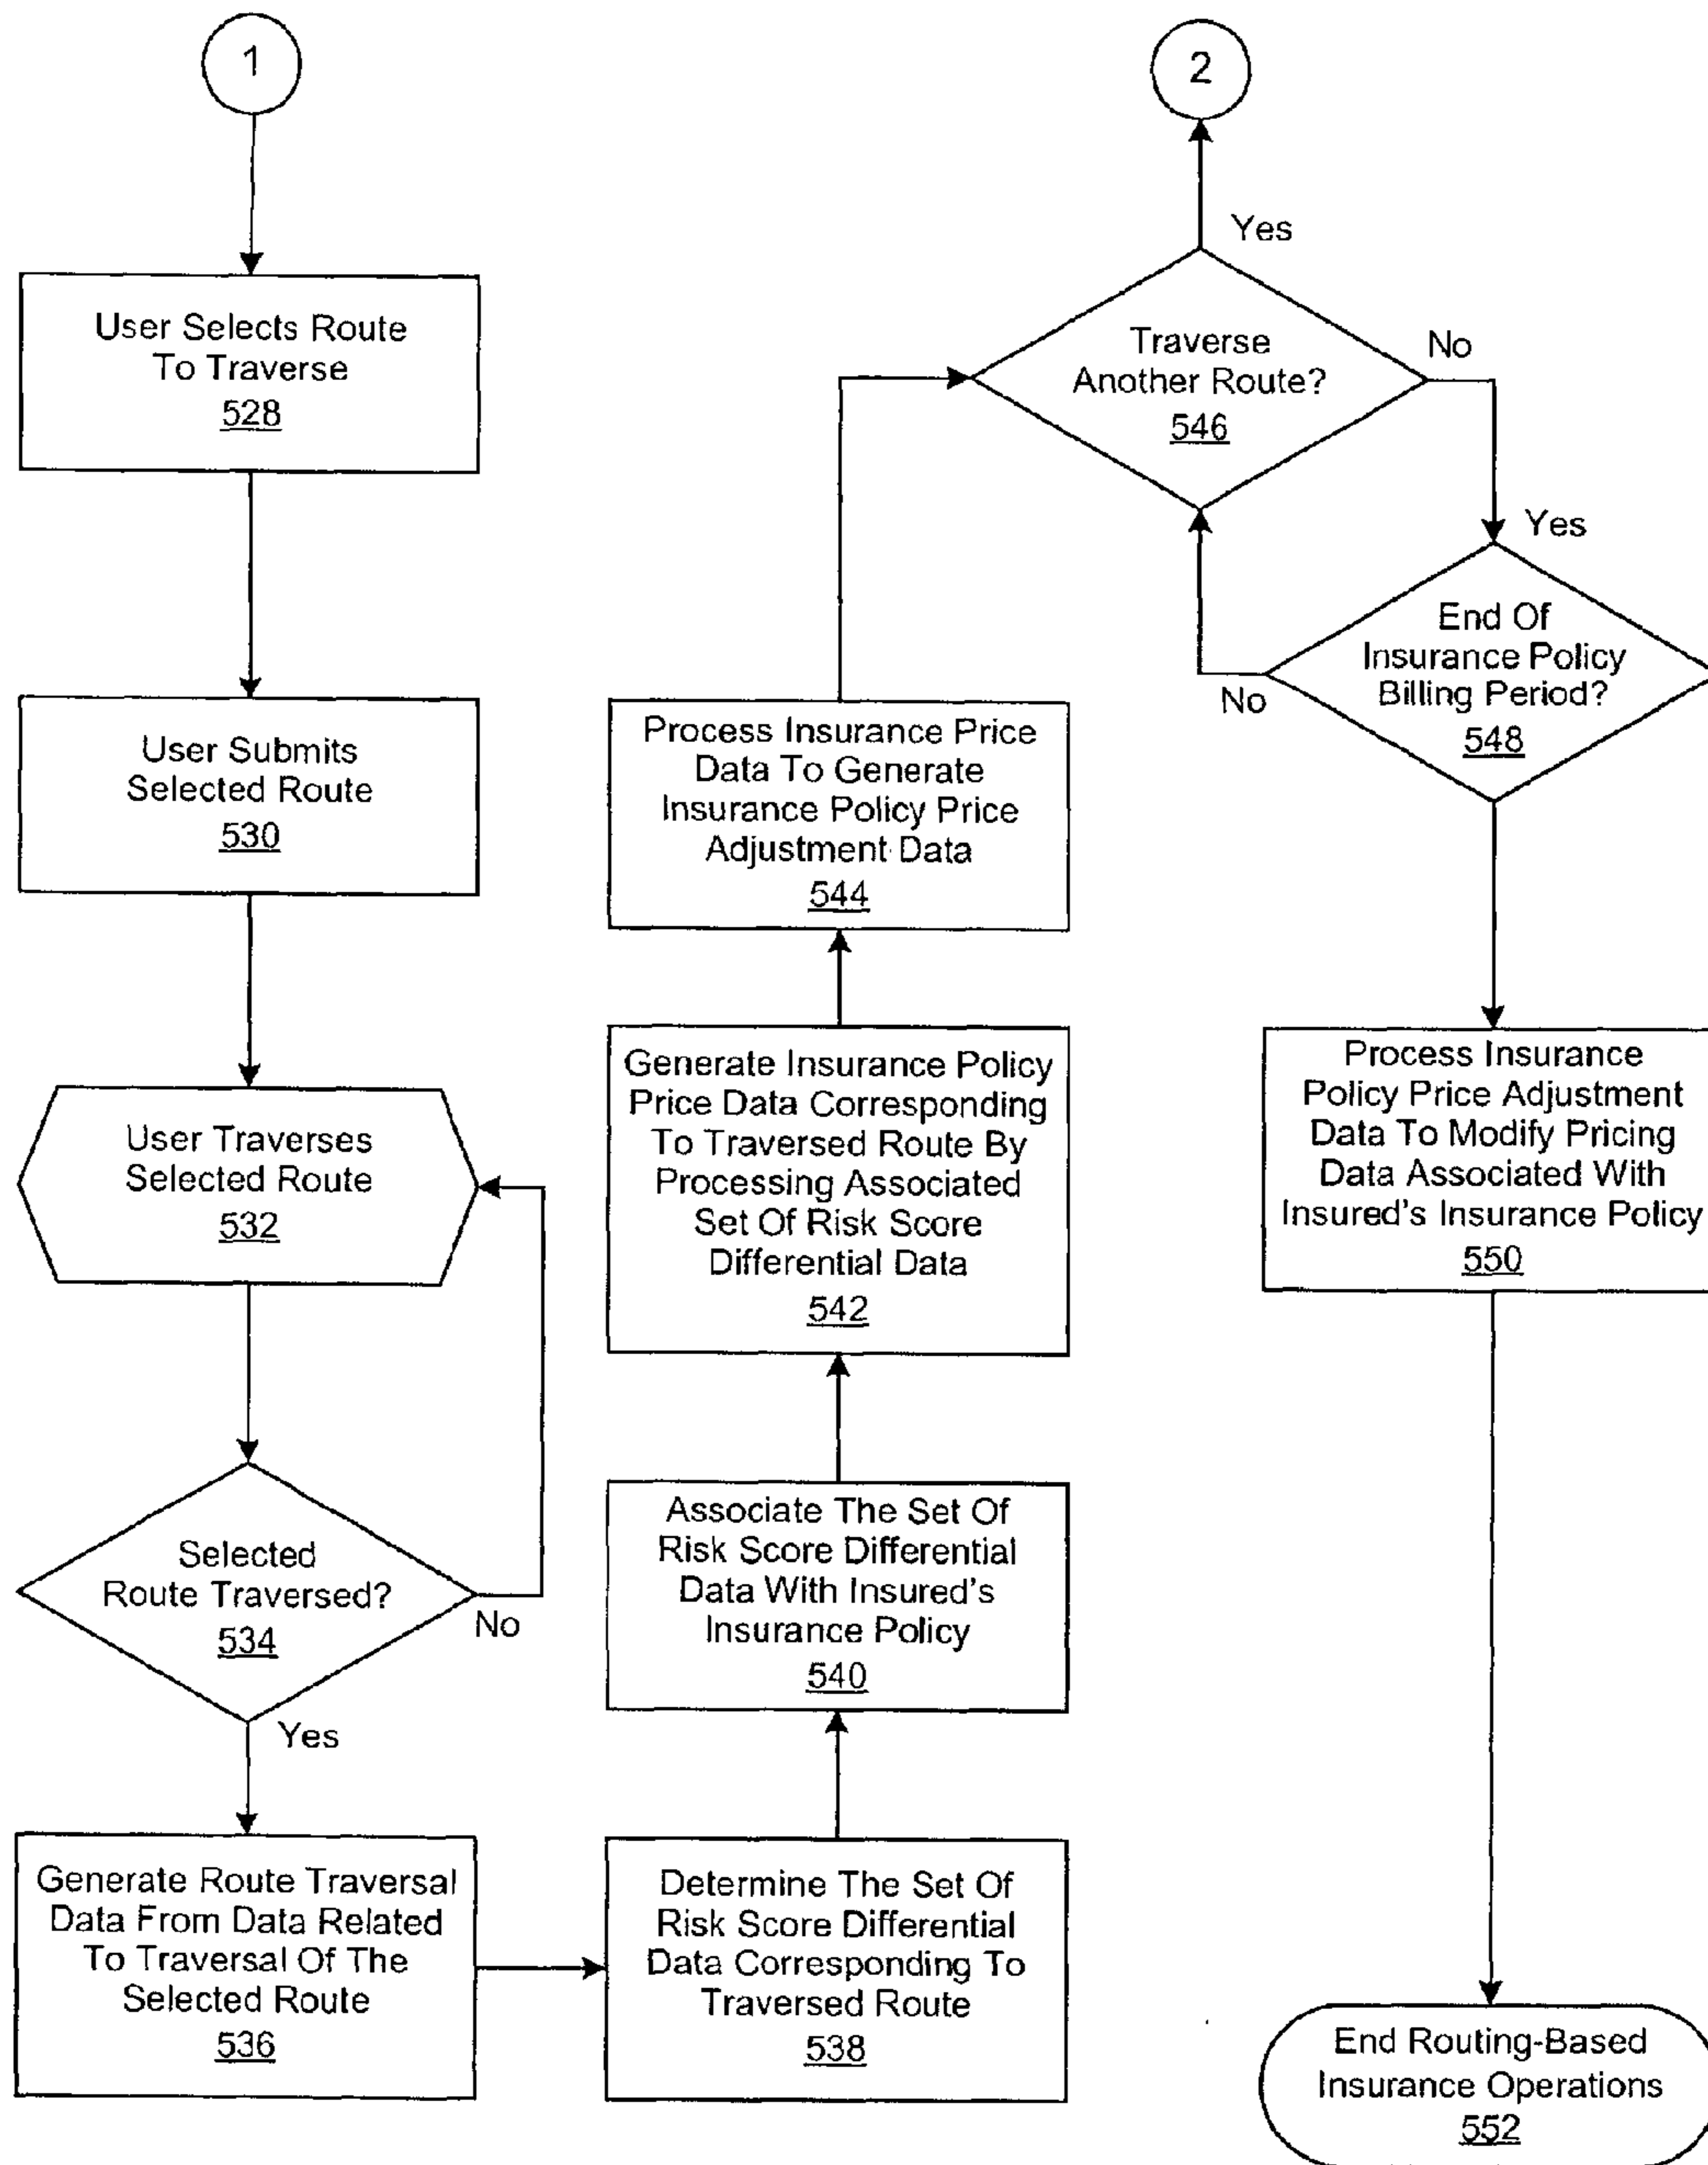 1
User Selects Route
To Traverse
528
User Submits
Selected Route
530
User Traverses
Selected Route
532
Selected
Route Traversed?
534
No
Yes
Generate Route Traversal
Data From Data Related
To Traversal Of The
Selected Route
536
Determine The Set Of
Risk Score Differential
Data Corresponding To
Traversed Route
538
Associate The Set Of
Risk Score Differential
Data With Insured's
Insurance Policy
540
Generate Insurance Policy
Price Data Corresponding
To Traversed Route By
Processing Associated
Set Of Risk Score
Differential Data
542
Process Insurance Price
Data To Generate
Insurance Policy Price
Adjustment Data
544
2
Yes
Traverse
Another Route?
546
No
Yes
End Of
Insurance Policy
Billing Period?
548
No
Process Insurance
Policy Price Adjustment
Data To Modify Pricing
Data Associated With
Insured's Insurance Policy
550
End Routing-Based
Insurance Operations
552